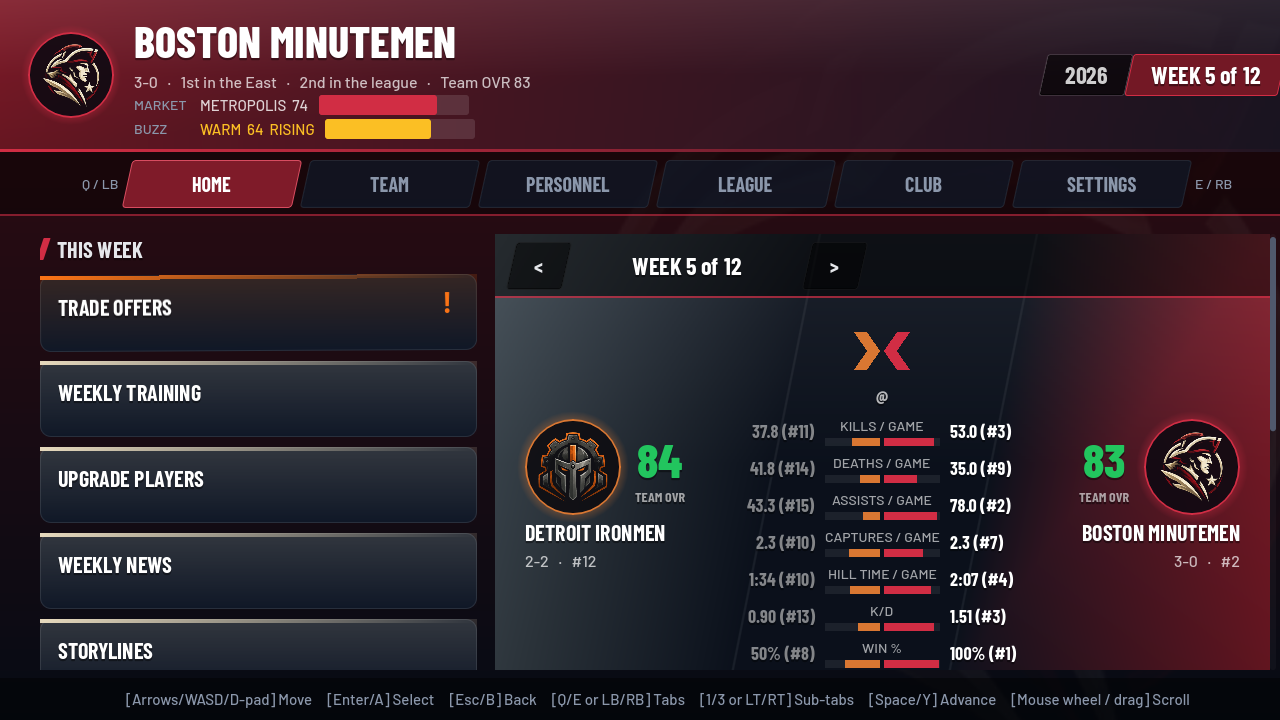 BOSTON MINUTEMEN
3-0 · 1st in the East · 2nd in the league · Team OVR 83
MARKET METROPOLIS 74
BUZZ WARM 64 RISING
2026 WEEK 5 of 12
Q / LB HOME TEAM PERSONNEL LEAGUE CLUB SETTINGS E / RB
THIS WEEK
TRADE OFFERS !
WEEKLY TRAINING
UPGRADE PLAYERS
WEEKLY NEWS
STORYLINES
< WEEK 5 of 12 >
@
37.8 (#11) KILLS / GAME 53.0 (#3)
41.8 (#14) DEATHS / GAME 35.0 (#9)
43.3 (#15) ASSISTS / GAME 78.0 (#2)
2.3 (#10) CAPTURES / GAME 2.3 (#7)
1:34 (#10) HILL TIME / GAME 2:07 (#4)
0.90 (#13) K/D 1.51 (#3)
50% (#8) WIN % 100% (#1)
84
TEAM OVR
DETROIT IRONMEN
2-2 · #12
83
TEAM OVR
BOSTON MINUTEMEN
3-0 · #2
[Arrows/WASD/D-pad] Move [Enter/A] Select [Esc/B] Back [Q/E or LB/RB] Tabs [1/3 or LT/RT] Sub-tabs [Space/Y] Advance [Mouse wheel / drag] Scroll